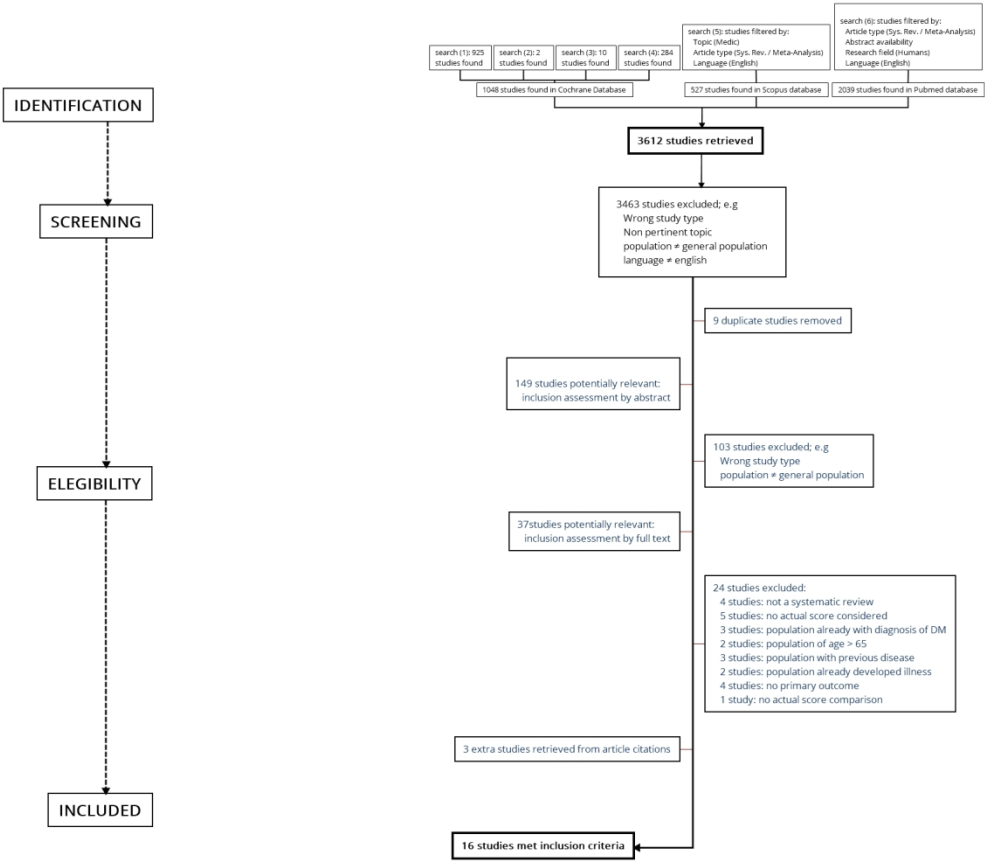 search (1): 925
studies found
search (2): 2
studies found
search (3): 10
studies found
search (4): 284
studies found
search (5): studies filtered by:
Topic (Medic)
Article type (Sys. Rev. / Meta-Analysis)
Language (English)
search (6): studies filtered by:
Article type (Sys. Rev. / Meta-Analysis)
Abstract availability
Research field (Humans)
Language (English)
1048 studies found in Cochrane Database
527 studies found in Scopus database
2039 studies found in Pubmed database
IDENTIFICATION
3612 studies retrieved
SCREENING
3463 studies excluded; e.g
Wrong study type
Non pertinent topic
population ≠ general population
language ≠ english
9 duplicate studies removed
149 studies potentially relevant:
inclusion assessment by abstract
103 studies excluded; e.g
Wrong study type
population ≠ general population
ELEGIBILITY
37studies potentially relevant:
inclusion assessment by full text
24 studies excluded:
4 studies: not a systematic review
5 studies: no actual score considered
3 studies: population already with diagnosis of DM
2 studies: population of age > 65
3 studies: population with previous disease
2 studies: population already developed illness
4 studies: no primary outcome
1 study: no actual score comparison
3 extra studies retrieved from article citations
INCLUDED
16 studies met inclusion criteria